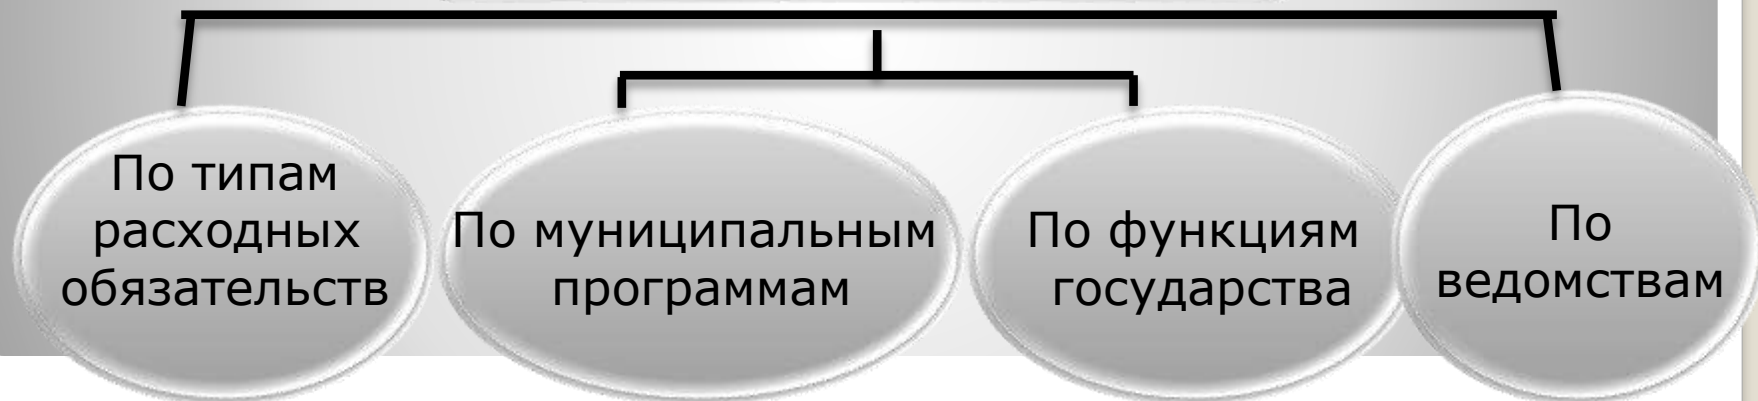 По типам
расходных
обязательств
По муниципальным
программам
По функциям
государства
По
ведомствам